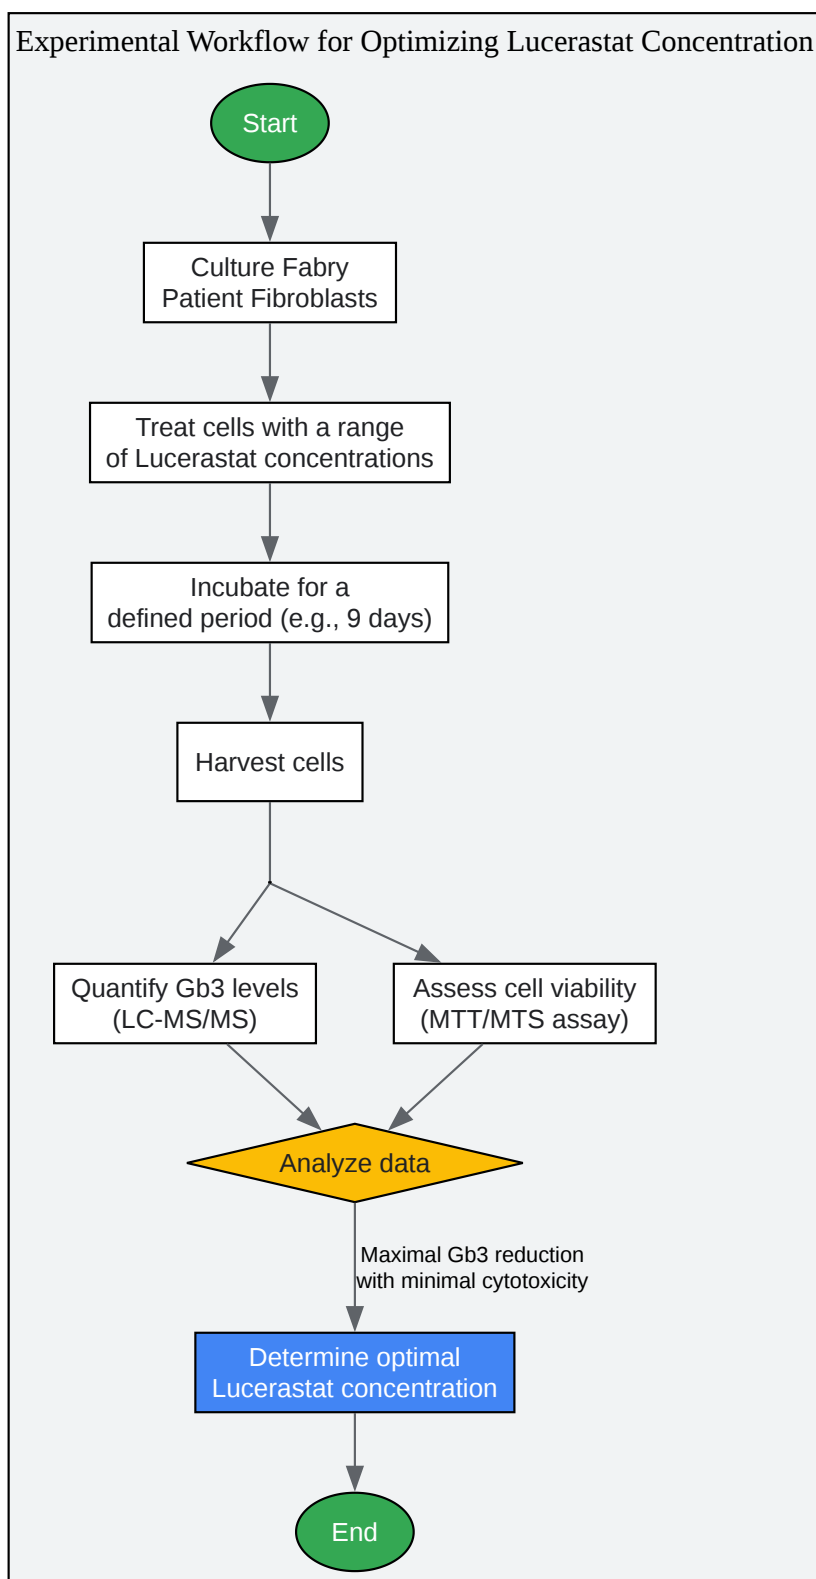 Experimental Workflow for Optimizing Lucerastat Concentration
Start
Culture Fabry
Patient Fibroblasts
Treat cells with a range
of Lucerastat concentrations
Incubate for a
defined period (e.g., 9 days)
Harvest cells
Quantify Gb3 levels
(LC-MS/MS)
Assess cell viability
(MTT/MTS assay)
Analyze data
Maximal Gb3 reduction
with minimal cytotoxicity
Determine optimal
Lucerastat concentration
End